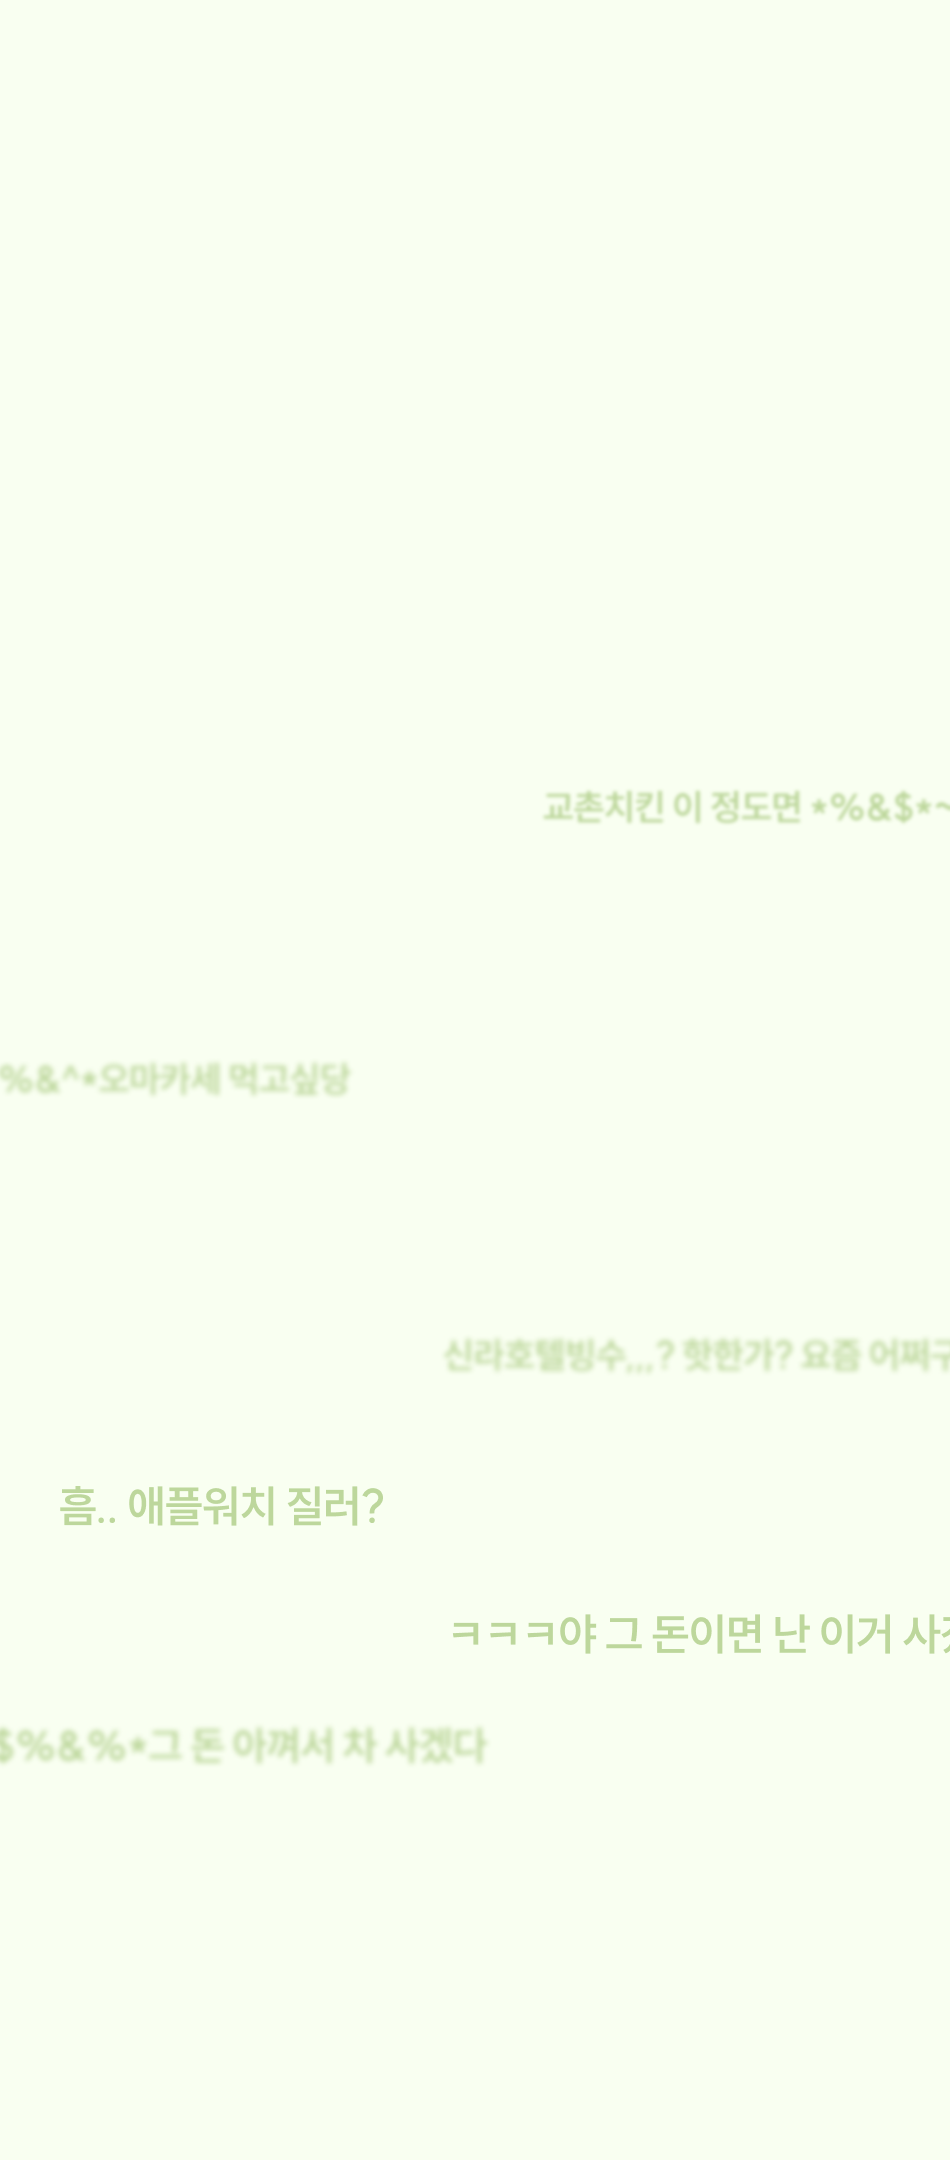 교촌치킨 이 정도면 *%&$*~
%&^*오마카세 먹고싶당
신라호텔빙수,,,? 핫한가? 요즘 어쩌구
흠.. 애플워치 질러?
ㅋㅋㅋ야 그 돈이면 난 이거
$%&%*그 돈 아껴서 차 사겠다